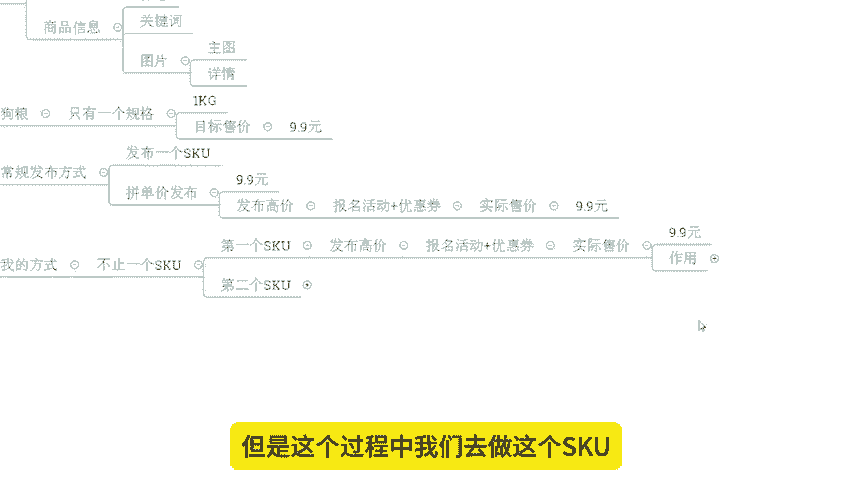 商品信息
关键词
图片
主图
详情
狗粮
只有一个规格
1KG
目标售价
9.9元
常规发布方式
发布一个SKU
拼单价发布
9.9元
发布高价
报名活动+优惠券
实际售价
9.9元
我的方式
不止一个SKU
第一个SKU
发布高价
报名活动+优惠券
实际售价
9.9元
作用
第二个SKU
但是这个过程中我们去做这个SKU